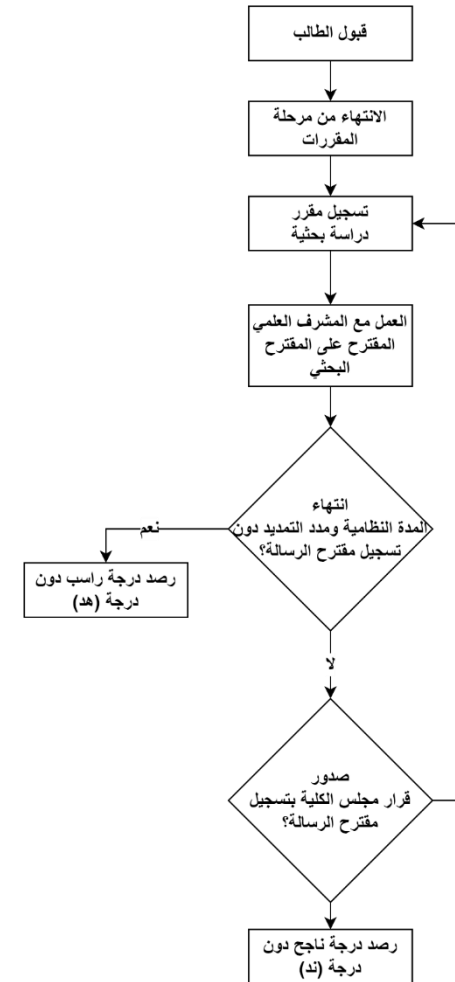 قبول الطالب
الانتهاء من مرحلة
المقررات
تسجيل مقرر
دراسة بحثية
العمل مع المشرف العلمي
المقترح على المقترح
البحثي
انتهاء
المدة النظامية ومدد التمديد دون
تسجيل مقترح الرسالة؟
نعم
رصد درجة راسب دون
درجة (هد)
لا
صدور
قرار مجلس الكلية بتسجيل
مقترح الرسالة؟
رصد درجة ناجح دون
درجة (ند)